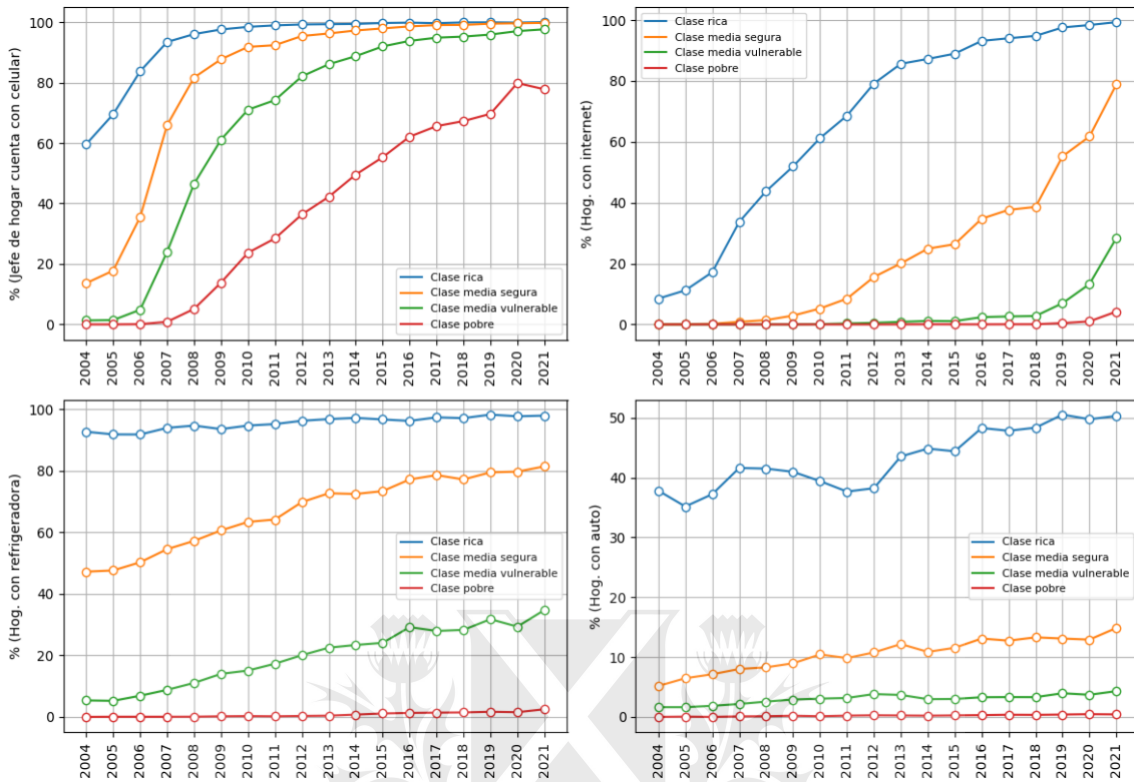 % (Jefe de hogar cuenta con celular)
100
80
60
40
20
0
Clase rica
Clase media segura
Clase media vulnerable
Clase pobre
2004 2005 2006 2007 2008 2009 2010 2011 2012 2013 2014 2015 2016 2017 2018 2019 2020 2021
% (Hog. con internet)
100
80
60
40
20
0
Clase rica
Clase media segura
Clase media vulnerable
Clase pobre
2004 2005 2006 2007 2008 2009 2010 2011 2012 2013 2014 2015 2016 2017 2018 2019 2020 2021
% (Hog. con refrigeradora)
100
80
60
40
20
0
Clase rica
Clase media segura
Clase media vulnerable
Clase pobre
2004 2005 2006 2007 2008 2009 2010 2011 2012 2013 2014 2015 2016 2017 2018 2019 2020 2021
% (Hog. con auto)
50
40
30
20
10
0
Clase rica
Clase media segura
Clase media vulnerable
Clase pobre
2004 2005 2006 2007 2008 2009 2010 2011 2012 2013 2014 2015 2016 2017 2018 2019 2020 2021